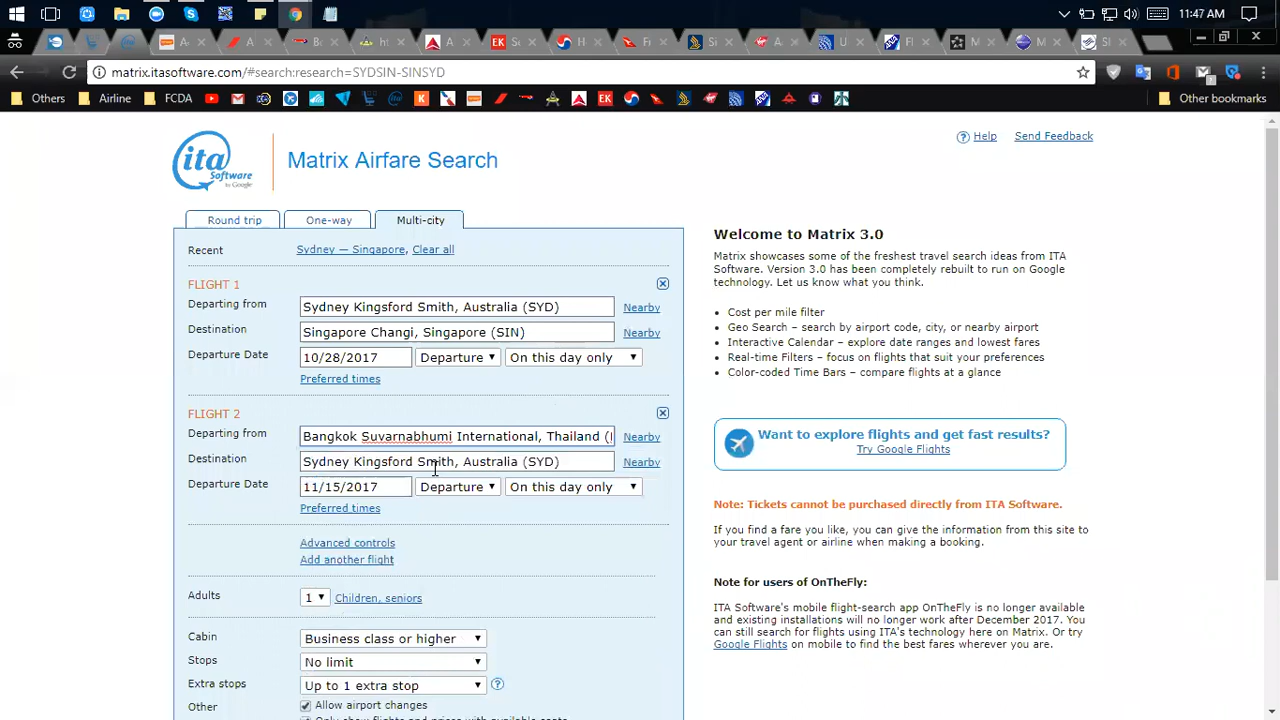 11:47 AM
matrix.itasoftware.com/#search:research=SYDSIN-SINSYD
Others Airline FCDA Other bookmarks
ita Software by Google
Matrix Airfare Search
Help Send Feedback
Round trip One-way Multi-city
Recent Sydney — Singapore, Clear all
FLIGHT 1
Departing from Sydney Kingsford Smith, Australia (SYD) Nearby
Destination Singapore Changi, Singapore (SIN) Nearby
Departure Date 10/28/2017 Departure On this day only
Preferred times
FLIGHT 2
Departing from Bangkok Suvarnabhumi International, Thailand ( Nearby
Destination Sydney Kingsford Smith, Australia (SYD) Nearby
Departure Date 11/15/2017 Departure On this day only
Preferred times
Advanced controls
Add another flight
Adults 1 Children, seniors
Cabin Business class or higher
Stops No limit
Extra stops Up to 1 extra stop
Other Allow airport changes
Welcome to Matrix 3.0
Matrix showcases some of the freshest travel search ideas from ITA
Software. Version 3.0 has been completely rebuilt to run on Google
technology. Let us know what you think.
Cost per mile filter
Geo Search – search by airport code, city, or nearby airport
Interactive Calendar – explore date ranges and lowest fares
Real-time Filters – focus on flights that suit your preferences
Color-coded Time Bars – compare flights at a glance
Want to explore flights and get fast results?
Try Google Flights
Note: Tickets cannot be purchased directly from ITA Software.
If you find a fare you like, you can give the information from this site to
your travel agent or airline when making a booking.
Note for users of OnTheFly:
ITA Software's mobile flight-search app OnTheFly is no longer available
and existing installations will no longer work after December 2017. You
can still search for flights using ITA's technology here on Matrix. Or try
Google Flights on mobile to find the best fares wherever you are.